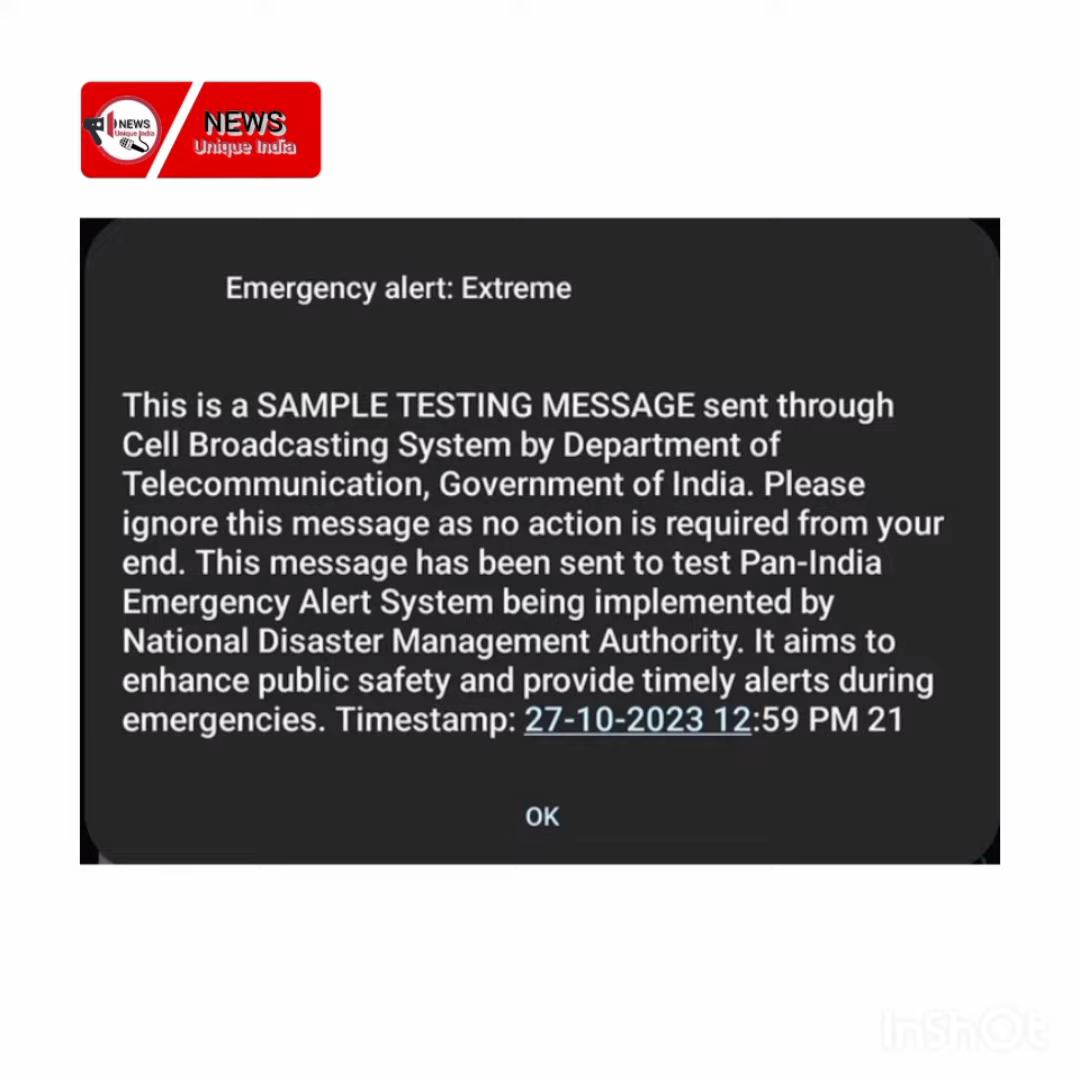 NEWS
Unique India
NEWS
Unique India
Emergency alert: Extreme
This is a SAMPLE TESTING MESSAGE sent through
Cell Broadcasting System by Department of
Telecommunication, Government of India. Please
ignore this message as no action is required from your
end. This message has been sent to test Pan-India
Emergency Alert System being implemented by
National Disaster Management Authority. It aims to
enhance public safety and provide timely alerts during
emergencies. Timestamp: 27-10-2023 12:59 PM 21
OK
InShOt